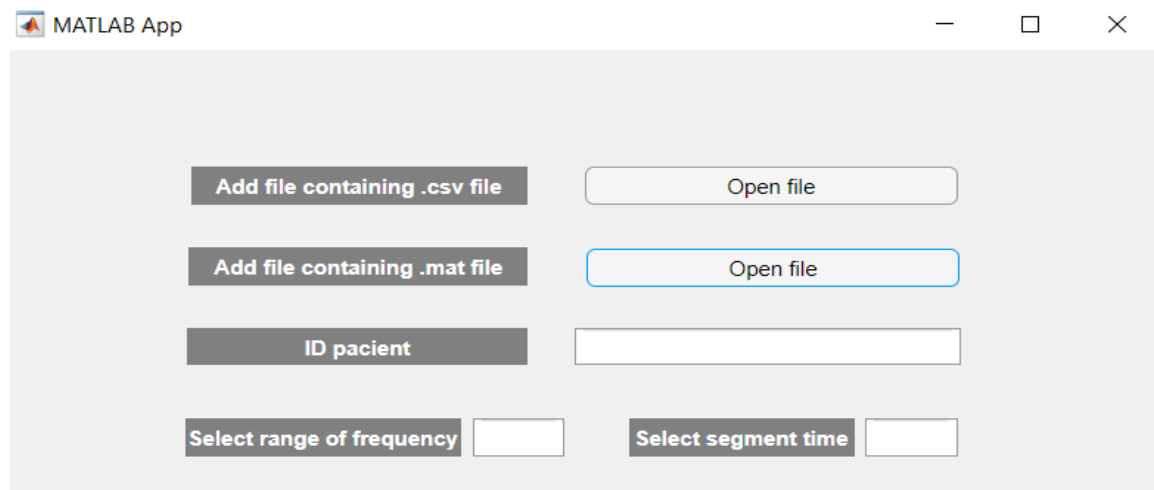 MATLAB App
Add file containing .csv file Open file
Add file containing .mat file Open file
ID pacient
Select range of frequency Select segment time